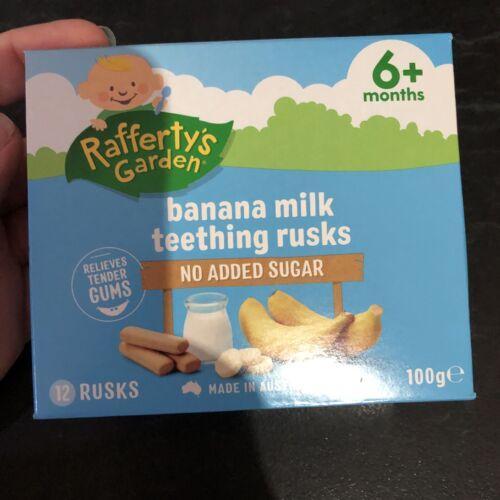 6+
months
Rafferty's
Garden®
banana milk
teething rusks
NO ADDED SUGAR
RELIEVES
TENDER
GUMS
12 RUSKS
MADE IN
100g℮